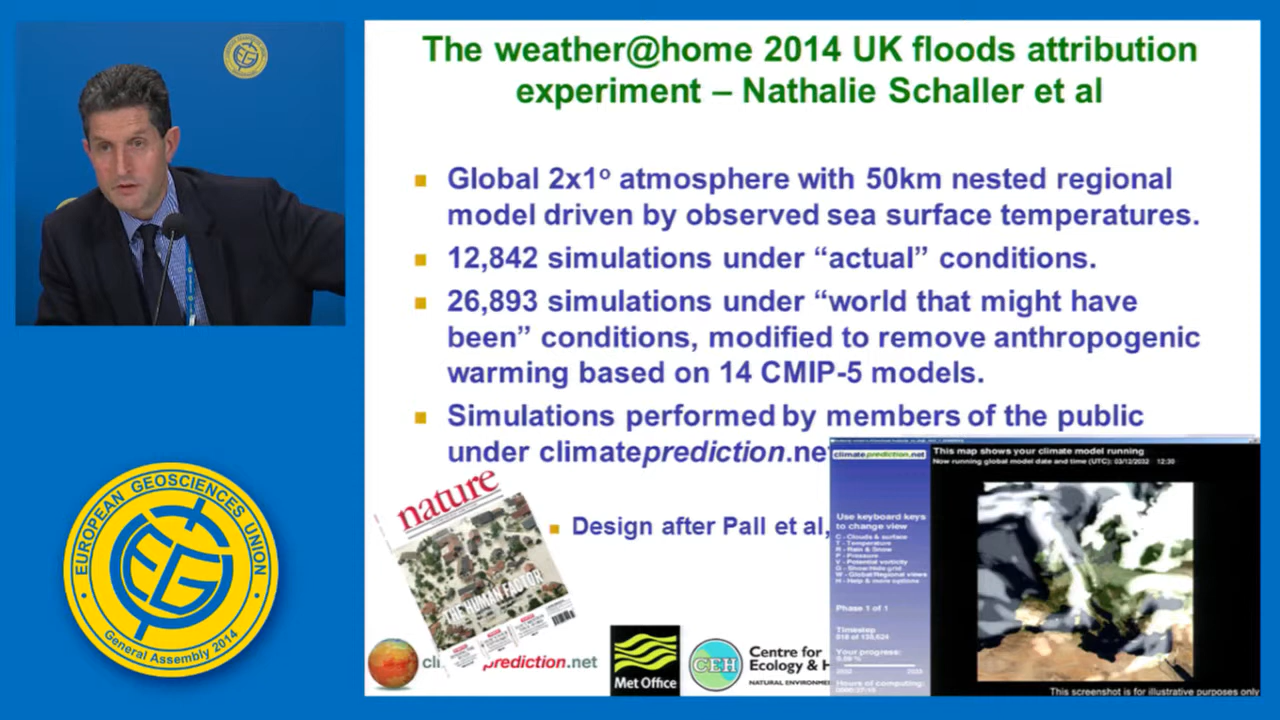 The weather@home 2014 UK floods attribution
experiment – Nathalie Schaller et al
Global 2x1º atmosphere with 50km nested regional
model driven by observed sea surface temperatures.
12,842 simulations under “actual” conditions.
26,893 simulations under “world that might have
been” conditions, modified to remove anthropogenic
warming based on 14 CMIP-5 models.
Simulations performed by members of the public
under climateprediction.ne
Design after Pall et al,
nature
THE HUMAN FACTOR
cli
prediction.net
Met Office
CEH
Centre for
Ecology & H
NATURAL ENVIRONME
climateprediction.net
This map shows your climate model running
Now running global model date and time (UTC): 03/12/2032 12:30
Use keyboard keys
to change view
C - Clouds & surface
T - Temperature
R - Rain & Snow
P - Pressure
V - Potential vorticity
G - Show/Hide grid
W - Global/Regional views
H - Help & more options
Phase 1 of 1
Timestep
Your progress:
Hours of computing:
This screenshot is for illustrative purposes only
EUROPEAN GEOSCIENCES UNION
EGU
General Assembly 2014